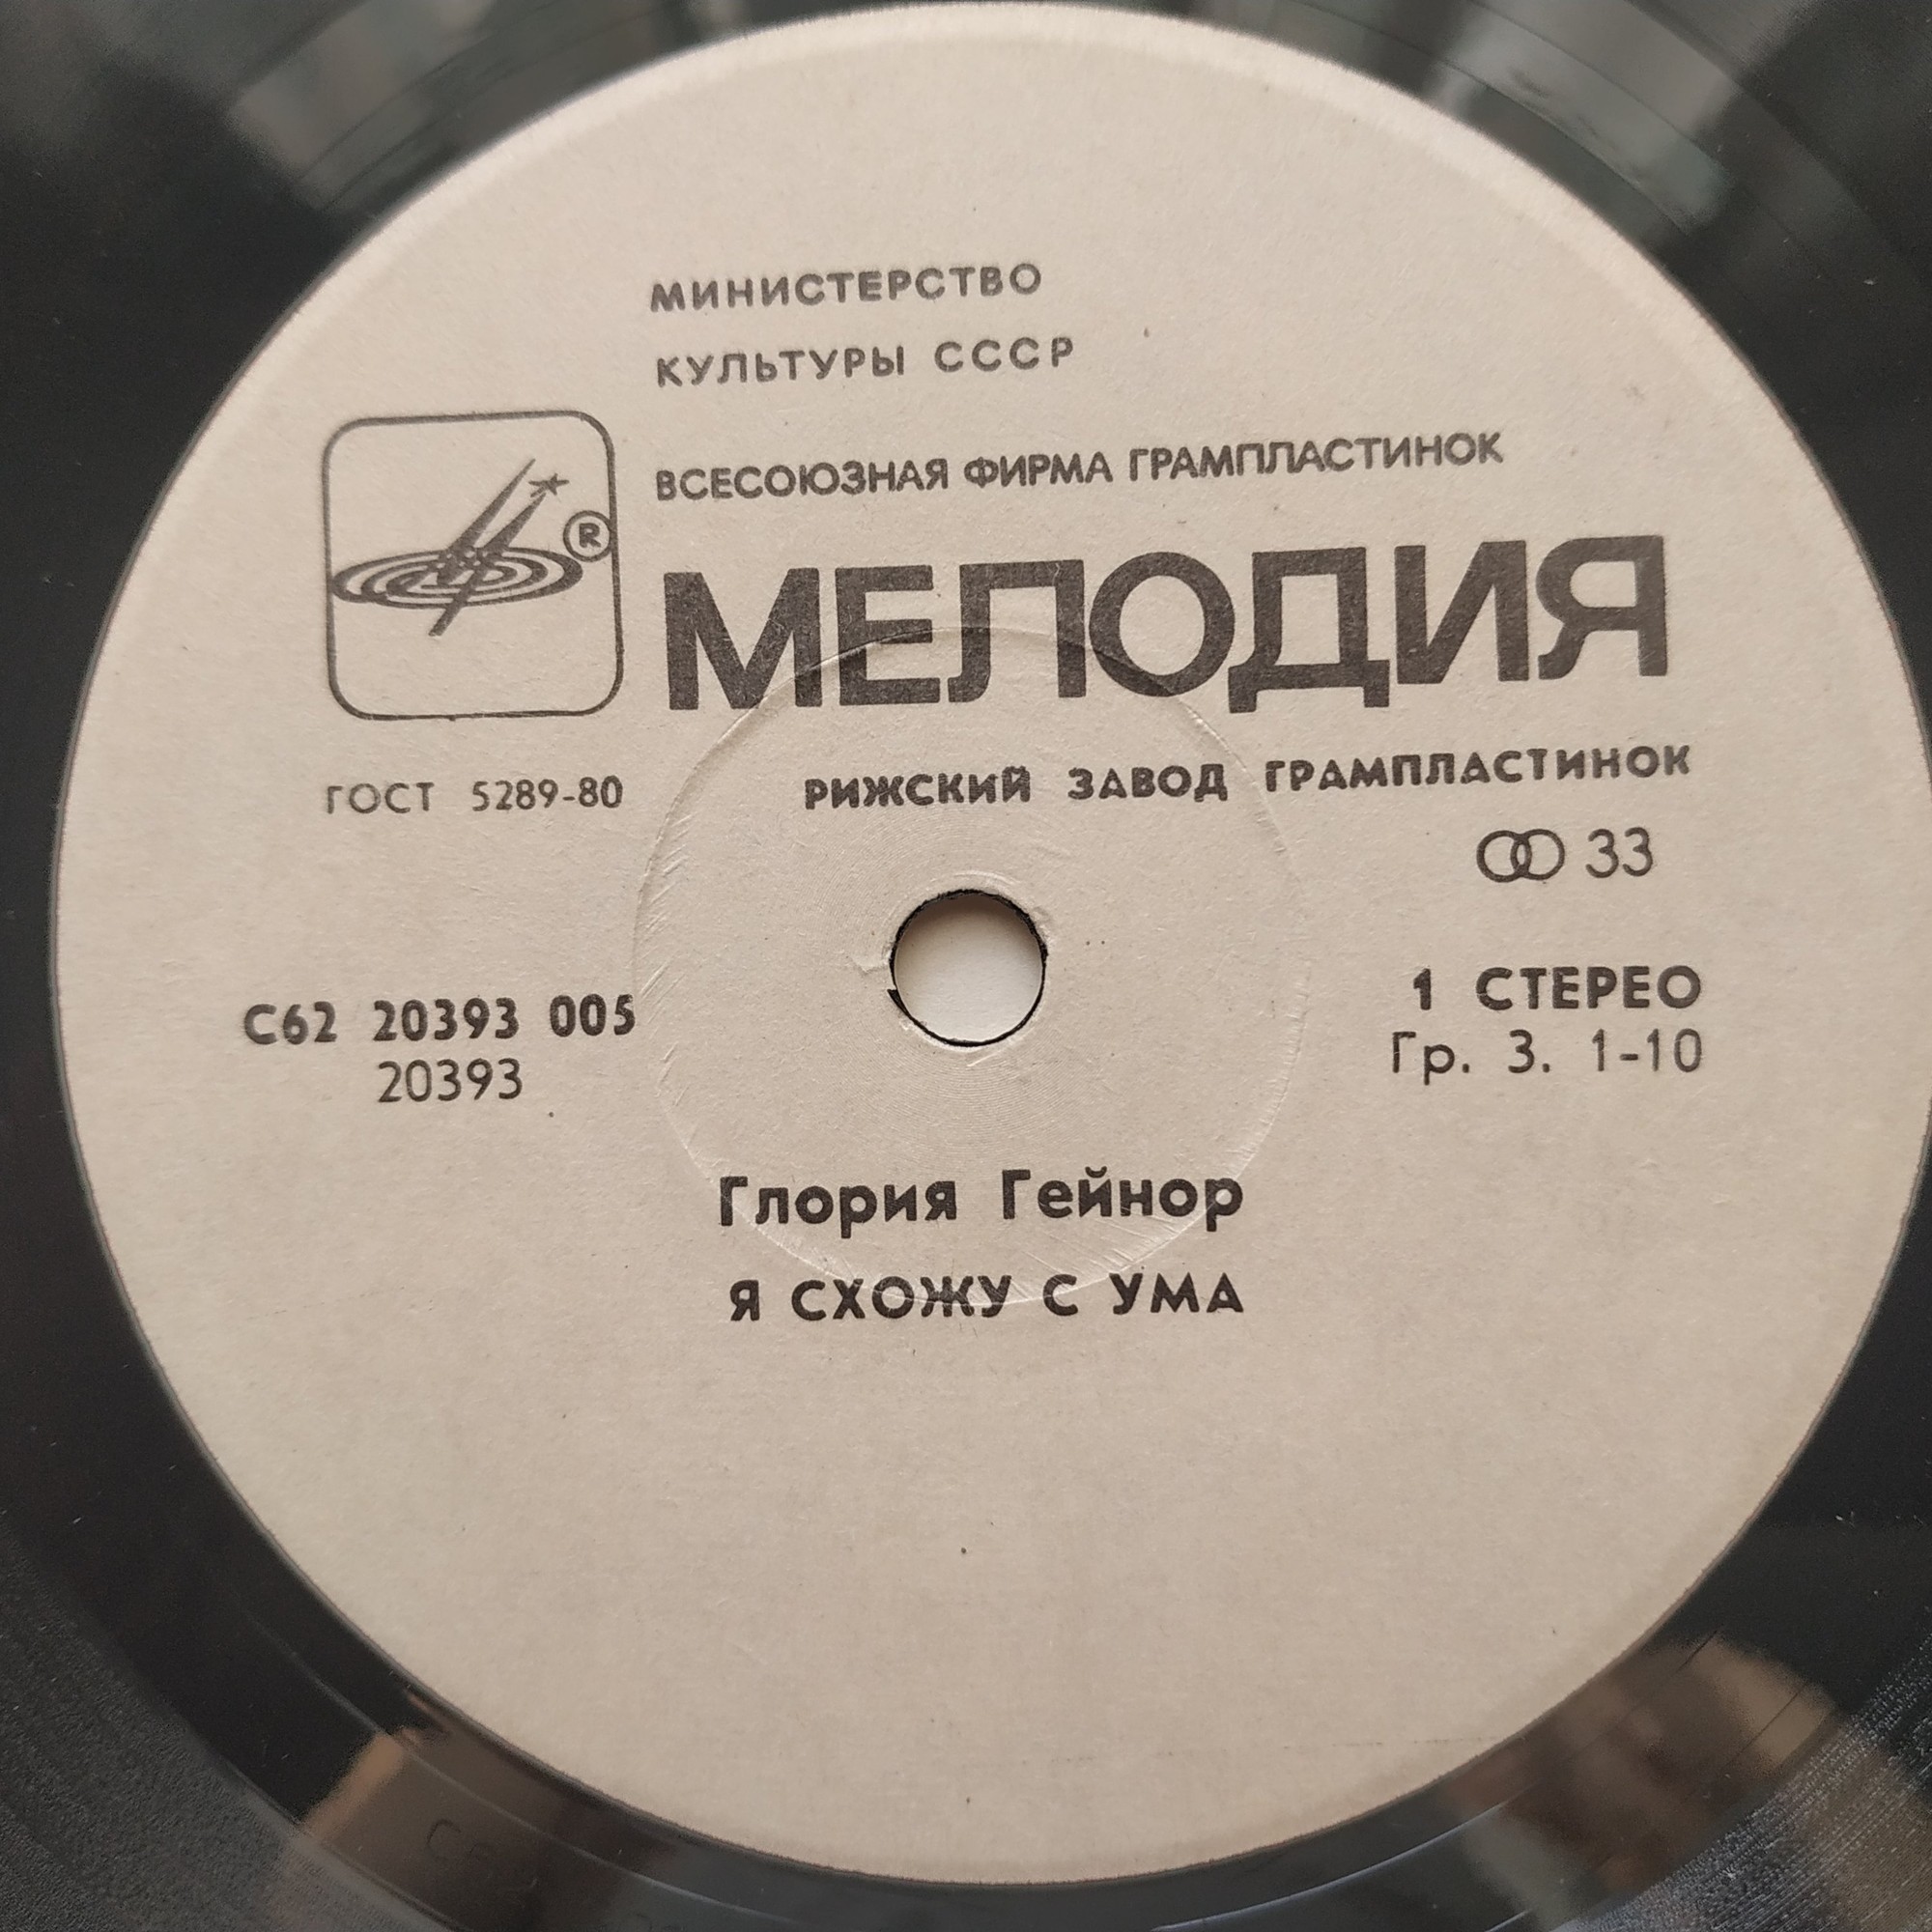 МИНИСТЕРСТВО
КУЛЬТУРЫ СССР
ВСЕСОЮЗНАЯ ФИРМА ГРАМПЛАСТИНОК
®
МЕЛОДИЯ
ГОСТ 5289-80
РИЖСКИЙ ЗАВОД ГРАМПЛАСТИНОК
33
С62 20393 005
20393
1 СТЕРЕО
Гр. 3. 1-10
Глория Гейнор
Я СХОЖУ С УМА